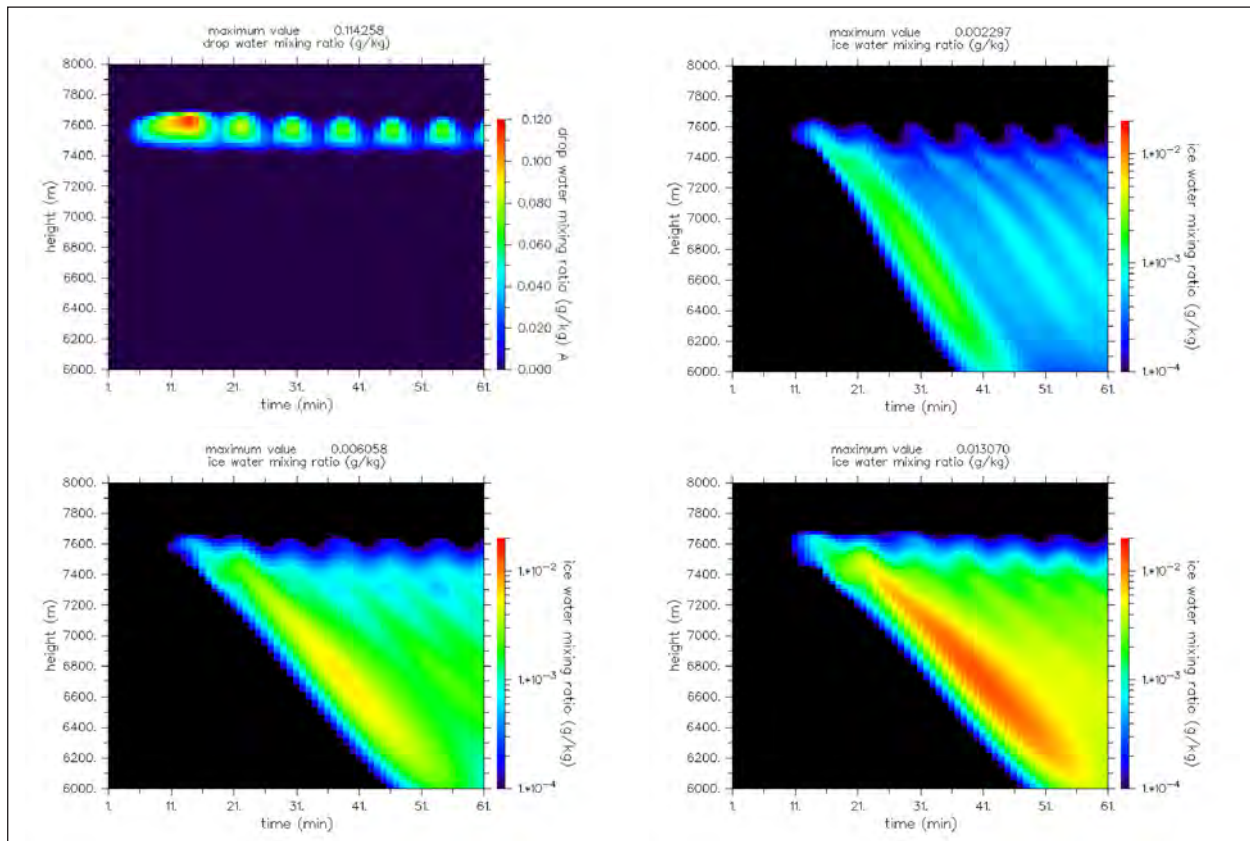 maximum value 0.114258
drop water mixing ratio (g/kg)
8000.
7800.
7600.
7400.
7200.
7000.
6800.
6600.
6400.
6200.
6000.
height (m)
1. 11. 21. 31. 41. 51. 61.
time (min)
0.120
0.100
0.080
0.060
0.040
0.020
0.000
drop water mixing ratio (g/kg) A
maximum value 0.002297
ice water mixing ratio (g/kg)
8000.
7800.
7600.
7400.
7200.
7000.
6800.
6600.
6400.
6200.
6000.
height (m)
1. 11. 21. 31. 41. 51. 61.
time (min)
1.*10⁻²
1.*10⁻³
1.*10⁻⁴
ice water mixing ratio (g/kg)
maximum value 0.006058
ice water mixing ratio (g/kg)
8000.
7800.
7600.
7400.
7200.
7000.
6800.
6600.
6400.
6200.
6000.
height (m)
1. 11. 21. 31. 41. 51. 61.
time (min)
1.*10⁻²
1.*10⁻³
1.*10⁻⁴
ice water mixing ratio (g/kg)
maximum value 0.013070
ice water mixing ratio (g/kg)
8000.
7800.
7600.
7400.
7200.
7000.
6800.
6600.
6400.
6200.
6000.
height (m)
1. 11. 21. 31. 41. 51. 61.
time (min)
1.*10⁻²
1.*10⁻³
1.*10⁻⁴
ice water mixing ratio (g/kg)